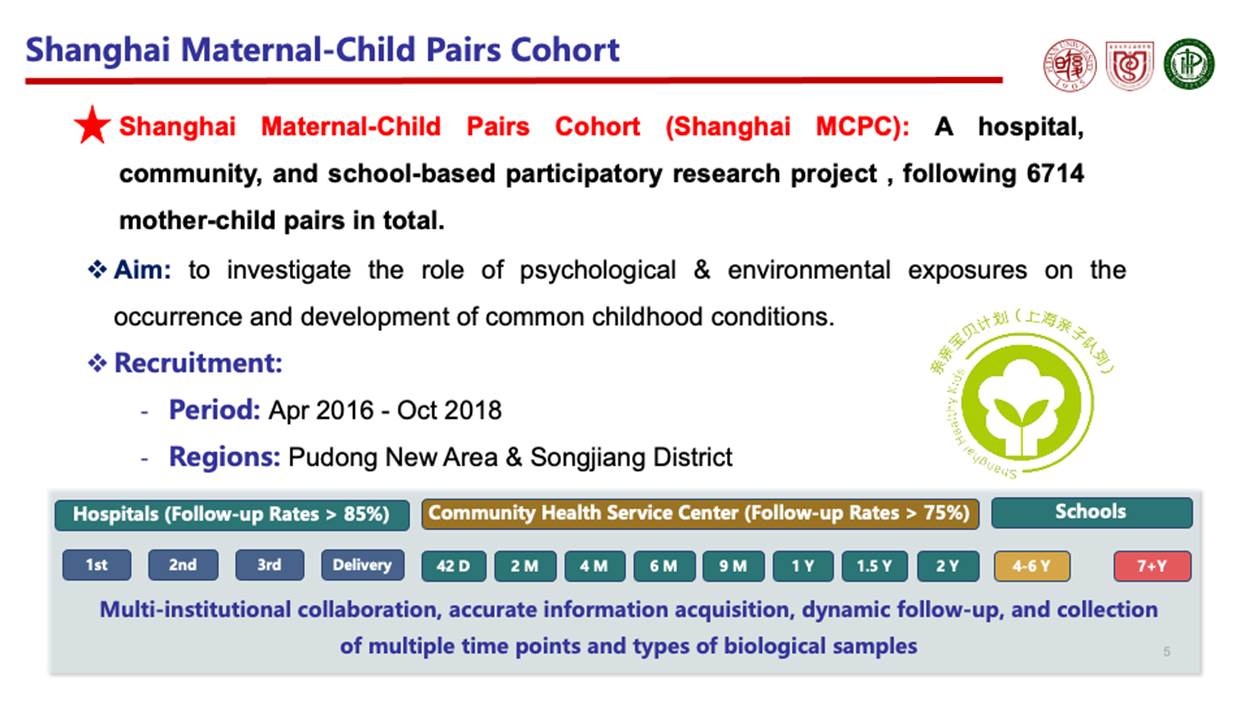 Shanghai Maternal-Child Pairs Cohort
Shanghai Maternal-Child Pairs Cohort (Shanghai MCPC): A hospital,
community, and school-based participatory research project , following 6714
mother-child pairs in total.
❖ Aim: to investigate the role of psychological & environmental exposures on the
occurrence and development of common childhood conditions.
❖ Recruitment:
- Period: Apr 2016 - Oct 2018
- Regions: Pudong New Area & Songjiang District
亲亲宝贝计划（上海亲子队列）
Shanghai Healthy Kids
Hospitals (Follow-up Rates > 85%) Community Health Service Center (Follow-up Rates > 75%) Schools
1st 2nd 3rd Delivery 42 D 2 M 4 M 6 M 9 M 1 Y 1.5 Y 2 Y 4-6 Y 7+Y
Multi-institutional collaboration, accurate information acquisition, dynamic follow-up, and collection
of multiple time points and types of biological samples
5